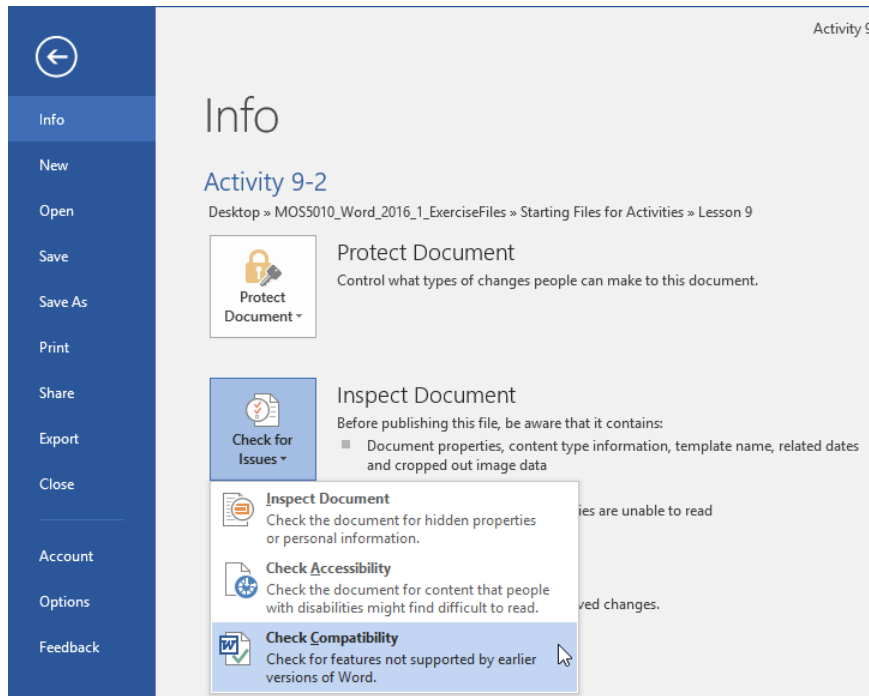 Activity 9
Info
New
Open
Save
Save As
Print
Share
Export
Close
Account
Options
Feedback
Info
Activity 9-2
Desktop » MOS5010_Word_2016_1_ExerciseFiles » Starting Files for Activities » Lesson 9
Protect
Document
Protect Document
Control what types of changes people can make to this document.
Check for
Issues
Inspect Document
Before publishing this file, be aware that it contains:
Document properties, content type information, template name, related dates
and cropped out image data
ies are unable to read
ved changes.
Inspect Document
Check the document for hidden properties
or personal information.
Check Accessibility
Check the document for content that people
with disabilities might find difficult to read.
Check Compatibility
Check for features not supported by earlier
versions of Word.